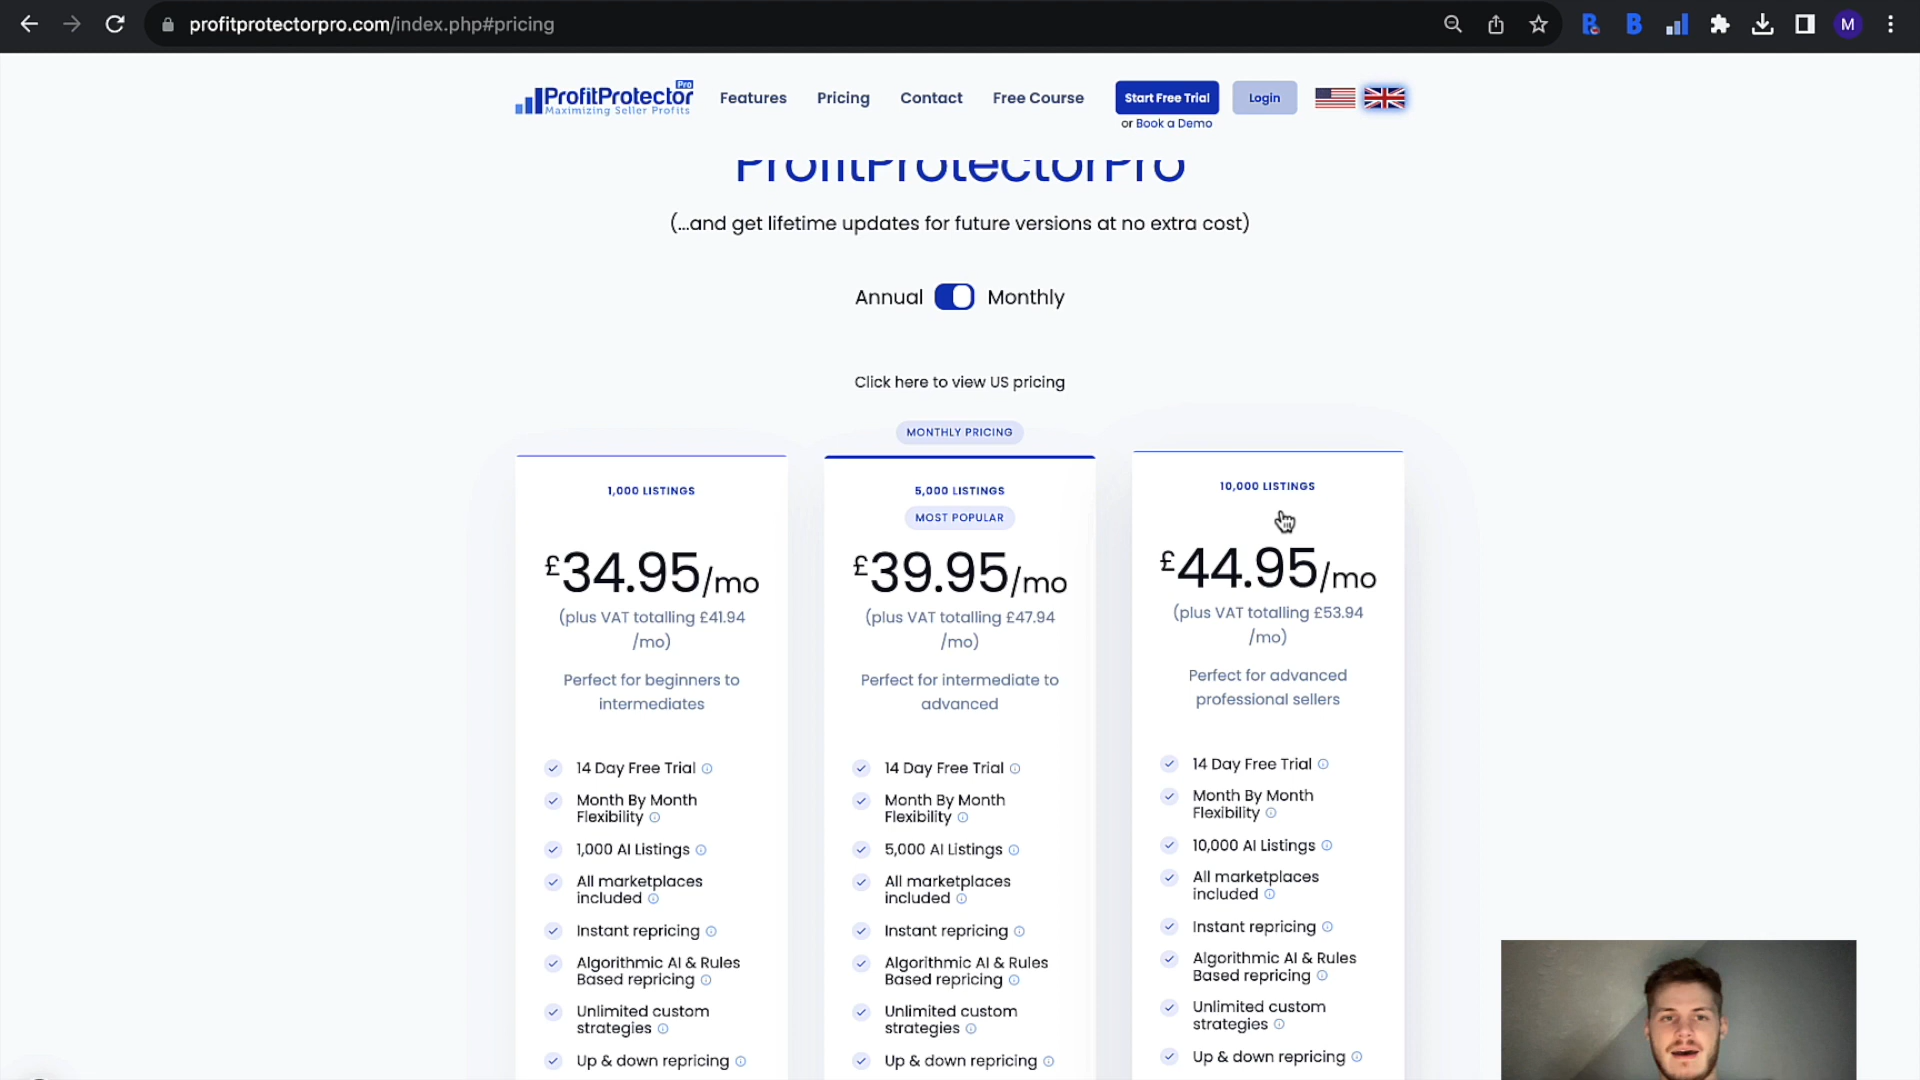 profitprotectorpro.com/index.php#pricing
M
ProfitProtector Pro
Maximizing Seller Profits
Features
Pricing
Contact
Free Course
Start Free Trial
or Book a Demo
Login
ProfitProtectorPro
(...and get lifetime updates for future versions at no extra cost)
Annual
Monthly
Click here to view US pricing
MONTHLY PRICING
1,000 LISTINGS
£34.95/mo
(plus VAT totalling £41.94
/mo)
Perfect for beginners to
intermediates
14 Day Free Trial
Month By Month
Flexibility
1,000 AI Listings
All marketplaces
included
Instant repricing
Algorithmic AI & Rules
Based repricing
Unlimited custom
strategies
Up & down repricing
5,000 LISTINGS
MOST POPULAR
£39.95/mo
(plus VAT totalling £47.94
/mo)
Perfect for intermediate to
advanced
14 Day Free Trial
Month By Month
Flexibility
5,000 AI Listings
All marketplaces
included
Instant repricing
Algorithmic AI & Rules
Based repricing
Unlimited custom
strategies
Up & down repricing
10,000 LISTINGS
£44.95/mo
(plus VAT totalling £53.94
/mo)
Perfect for advanced
professional sellers
14 Day Free Trial
Month By Month
Flexibility
10,000 AI Listings
All marketplaces
included
Instant repricing
Algorithmic AI & Rules
Based repricing
Unlimited custom
strategies
Up & down repricing